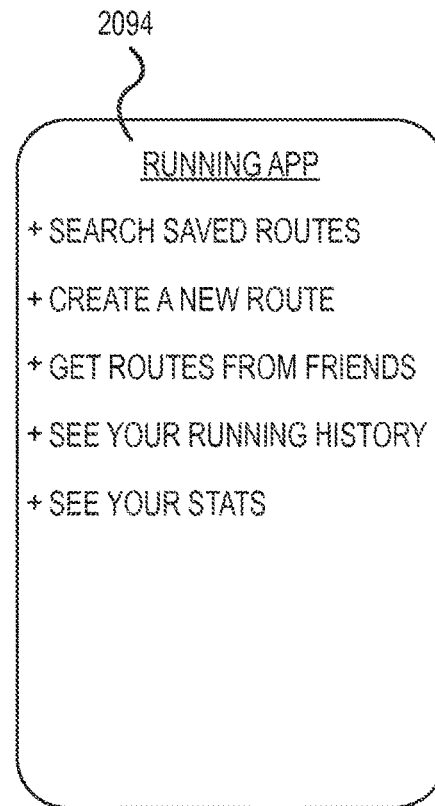 2094
RUNNING APP
+ SEARCH SAVED ROUTES
+ CREATE A NEW ROUTE
+ GET ROUTES FROM FRIENDS
+ SEE YOUR RUNNING HISTORY
+ SEE YOUR STATS